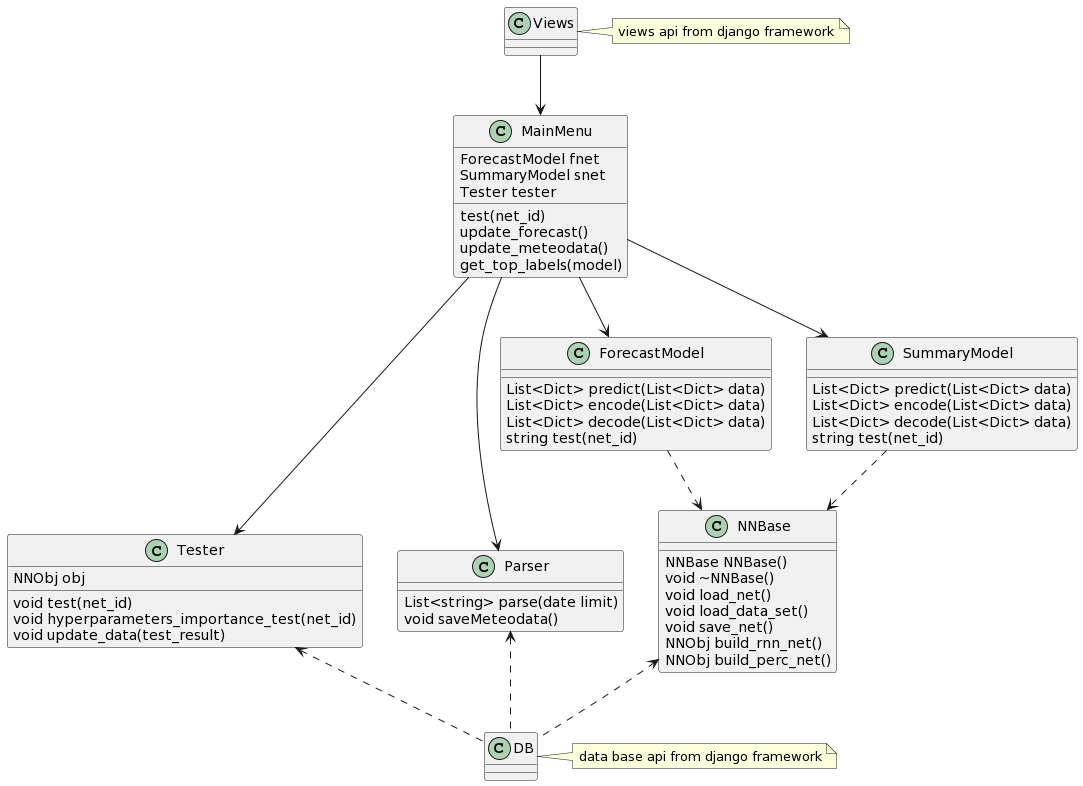 C Views
views api from django framework
C MainMenu
ForecastModel fnet
SummaryModel snet
Tester tester
test(net_id)
update_forecast()
update_meteodata()
get_top_labels(model)
C ForecastModel
List<Dict> predict(List<Dict> data)
List<Dict> encode(List<Dict> data)
List<Dict> decode(List<Dict> data)
string test(net_id)
C SummaryModel
List<Dict> predict(List<Dict> data)
List<Dict> encode(List<Dict> data)
List<Dict> decode(List<Dict> data)
string test(net_id)
C Tester
NNObj obj
void test(net_id)
void hyperparameters_importance_test(net_id)
void update_data(test_result)
C Parser
List<string> parse(date limit)
void saveMeteodata()
C NNBase
NNBase NNBase()
void ~NNBase()
void load_net()
void load_data_set()
void save_net()
NNObj build_rnn_net()
NNObj build_perc_net()
C DB
data base api from django framework